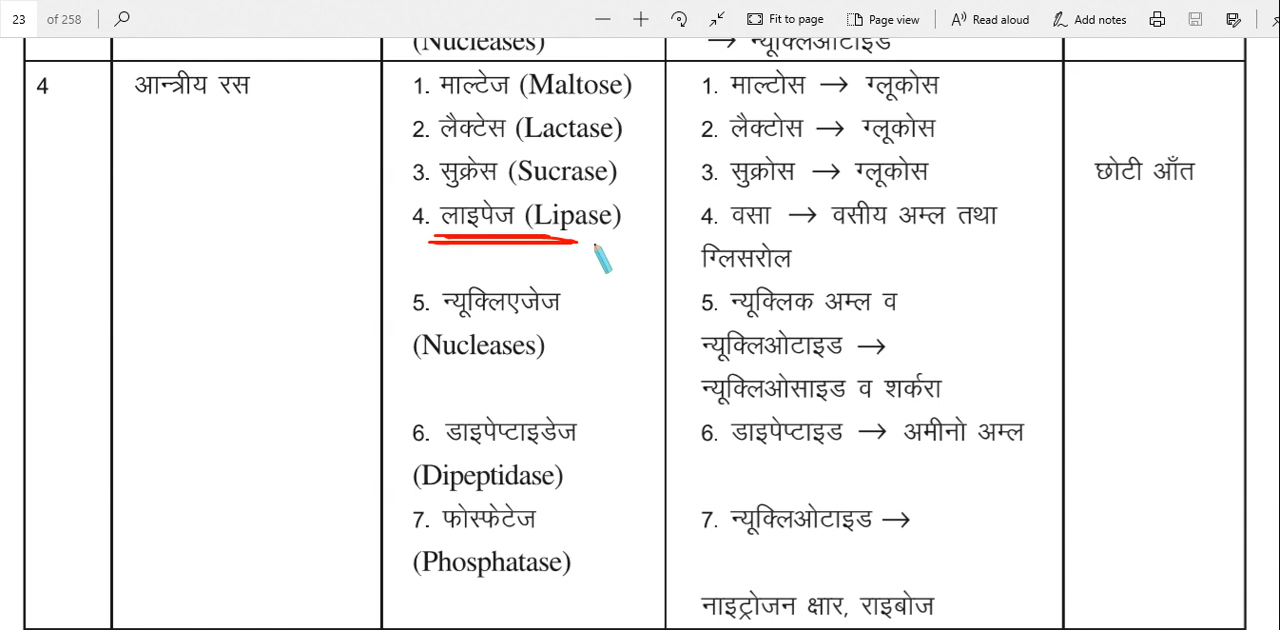 23 of 258 Fit to page Page view Read aloud Add notes
(Nucleases) → न्यूक्लिओटाइड
4 आन्त्रीय रस 1. माल्टेज (Maltose) 1. माल्टोस → ग्लूकोस
2. लैक्टेस (Lactase) 2. लैक्टोस → ग्लूकोस
3. सुक्रेस (Sucrase) 3. सुक्रोस → ग्लूकोस छोटी आँत
4. लाइपेज (Lipase) 4. वसा → वसीय अम्ल तथा
ग्लिसरोल
5. न्यूक्लिएजेज 5. न्यूक्लिक अम्ल व
(Nucleases) न्यूक्लिओटाइड →
न्यूक्लिओसाइड व शर्करा
6. डाइपेप्टाइडेज 6. डाइपेप्टाइड → अमीनो अम्ल
(Dipeptidase)
7. फोस्फेटेज 7. न्यूक्लिओटाइड →
(Phosphatase)
नाइट्रोजन क्षार, राइबोज